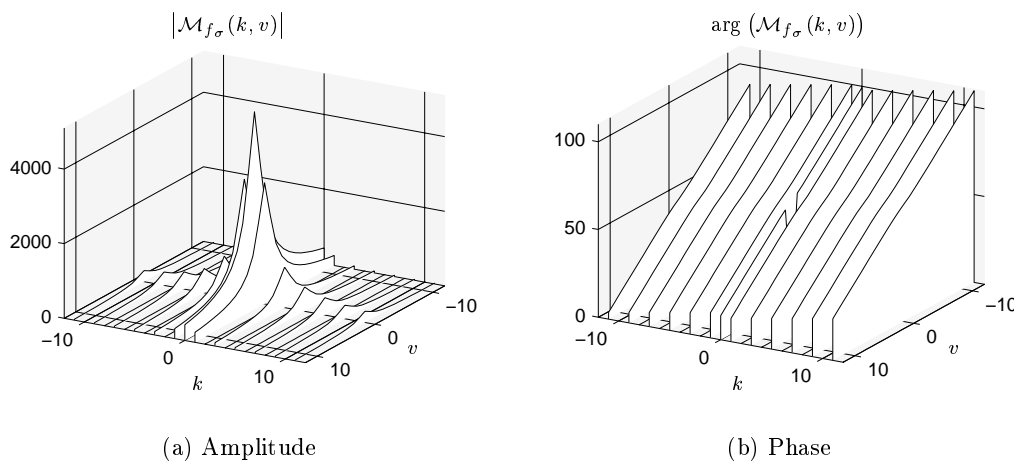 |ℳ_{f_σ}(k, v)|
4000
2000
0
−10
0
10
k
−10
0
10
v
(a) Amplitude
arg (ℳ_{f_σ}(k, v))
100
50
0
−10
0
10
k
−10
0
10
v
(b) Phase